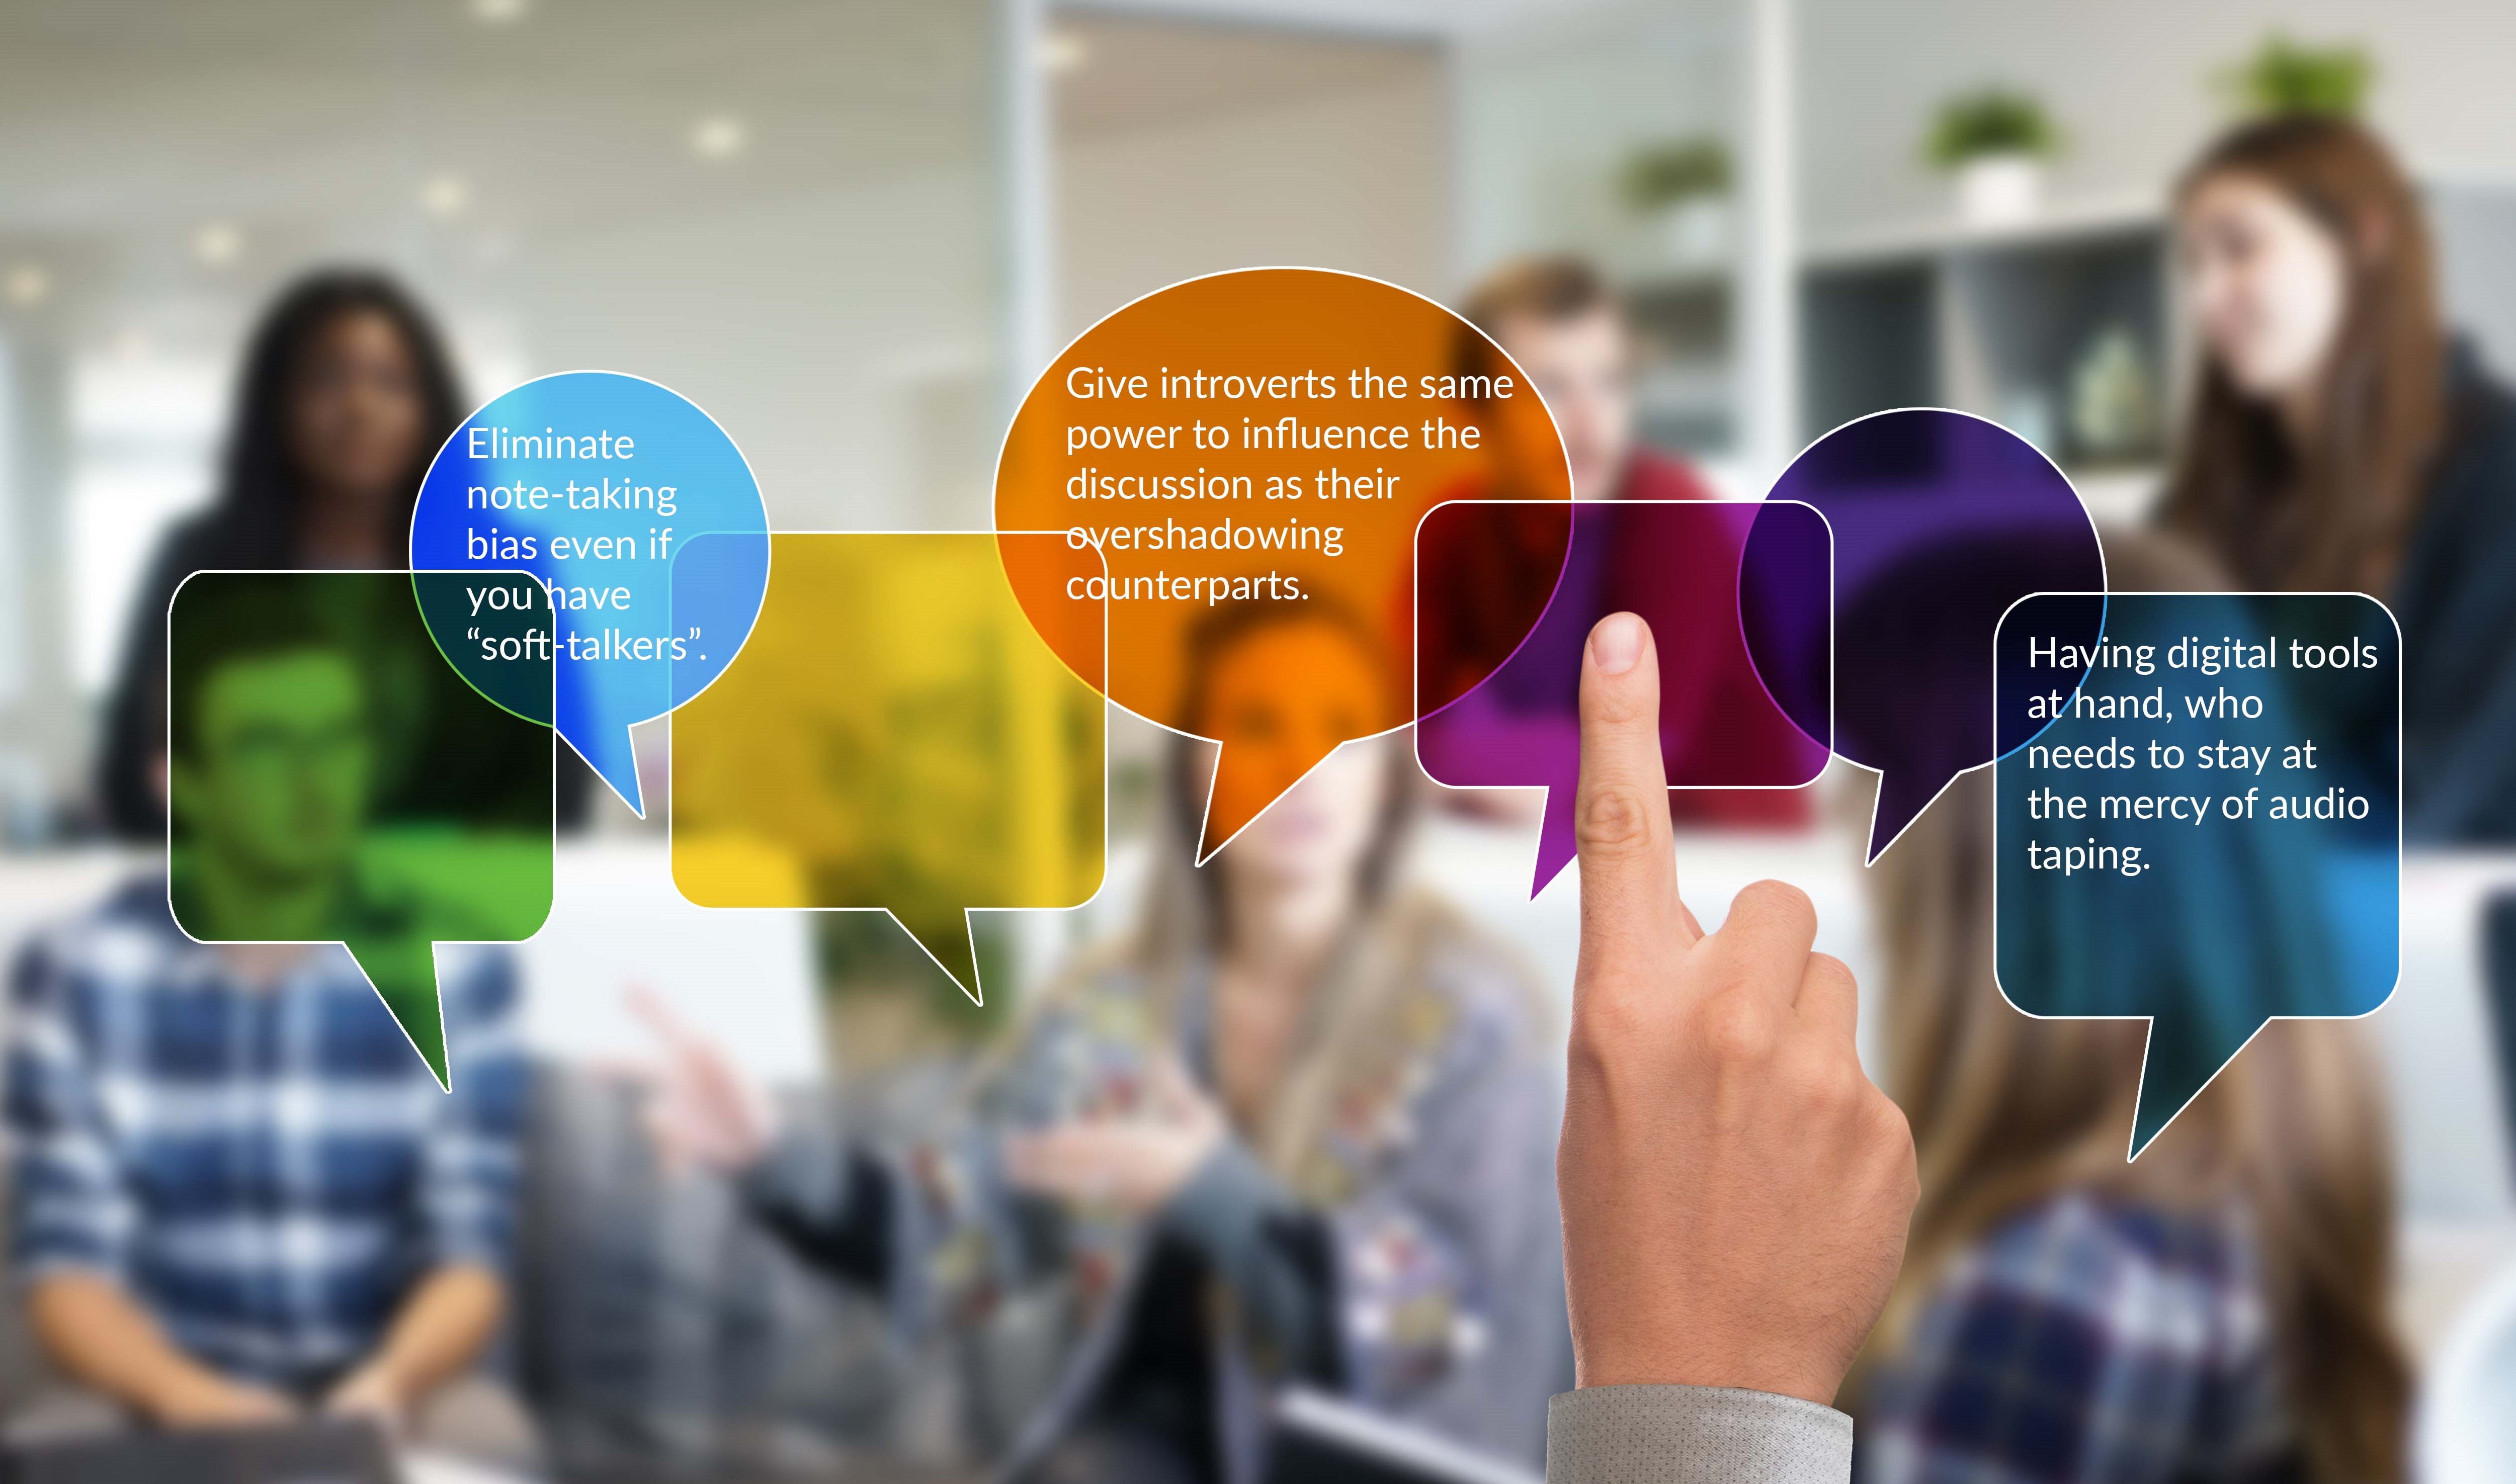 Eliminate
note-taking
bias even if
you have
“soft-talkers”.
Give introverts the same
power to influence the
discussion as their
overshadowing
counterparts.
Having digital tools
at hand, who
needs to stay at
the mercy of audio
taping.